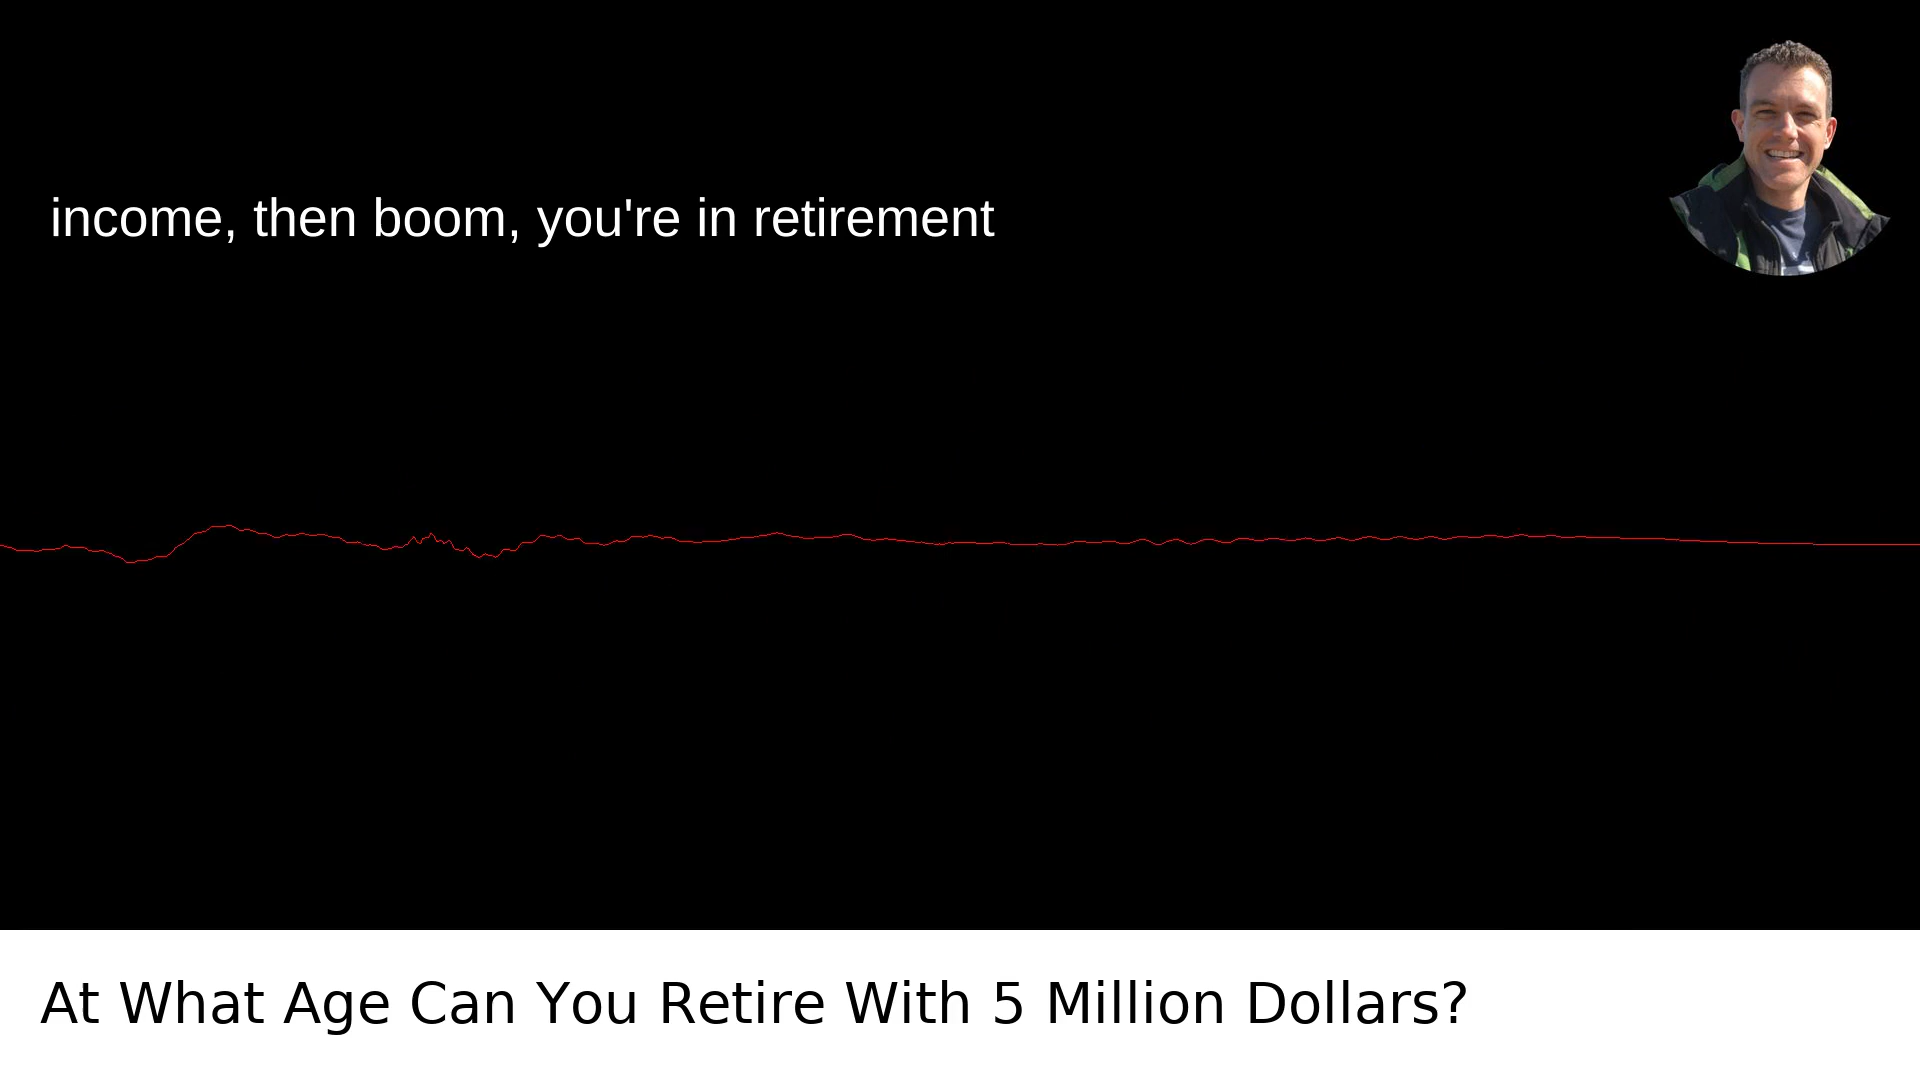 income, then boom, you're in retirement
At What Age Can You Retire With 5 Million Dollars?